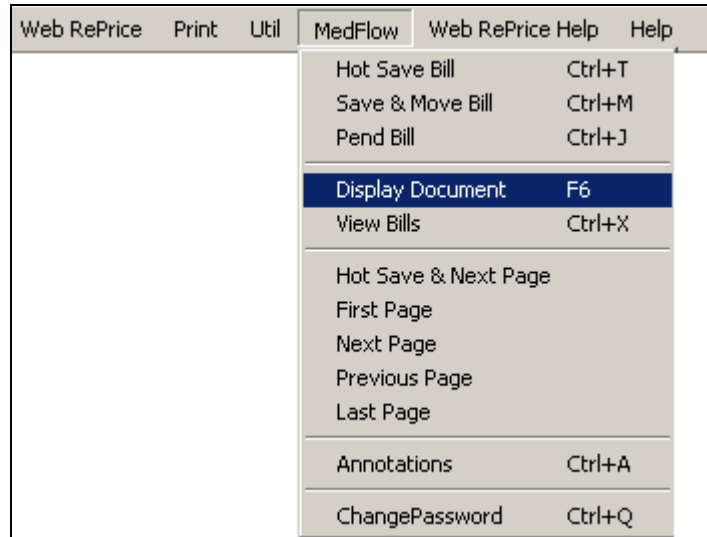 Web RePrice Print Util MedFlow Web RePrice Help Help
Hot Save Bill Ctrl+T
Save & Move Bill Ctrl+M
Pend Bill Ctrl+J
Display Document F6
View Bills Ctrl+X
Hot Save & Next Page
First Page
Next Page
Previous Page
Last Page
Annotations Ctrl+A
ChangePassword Ctrl+Q